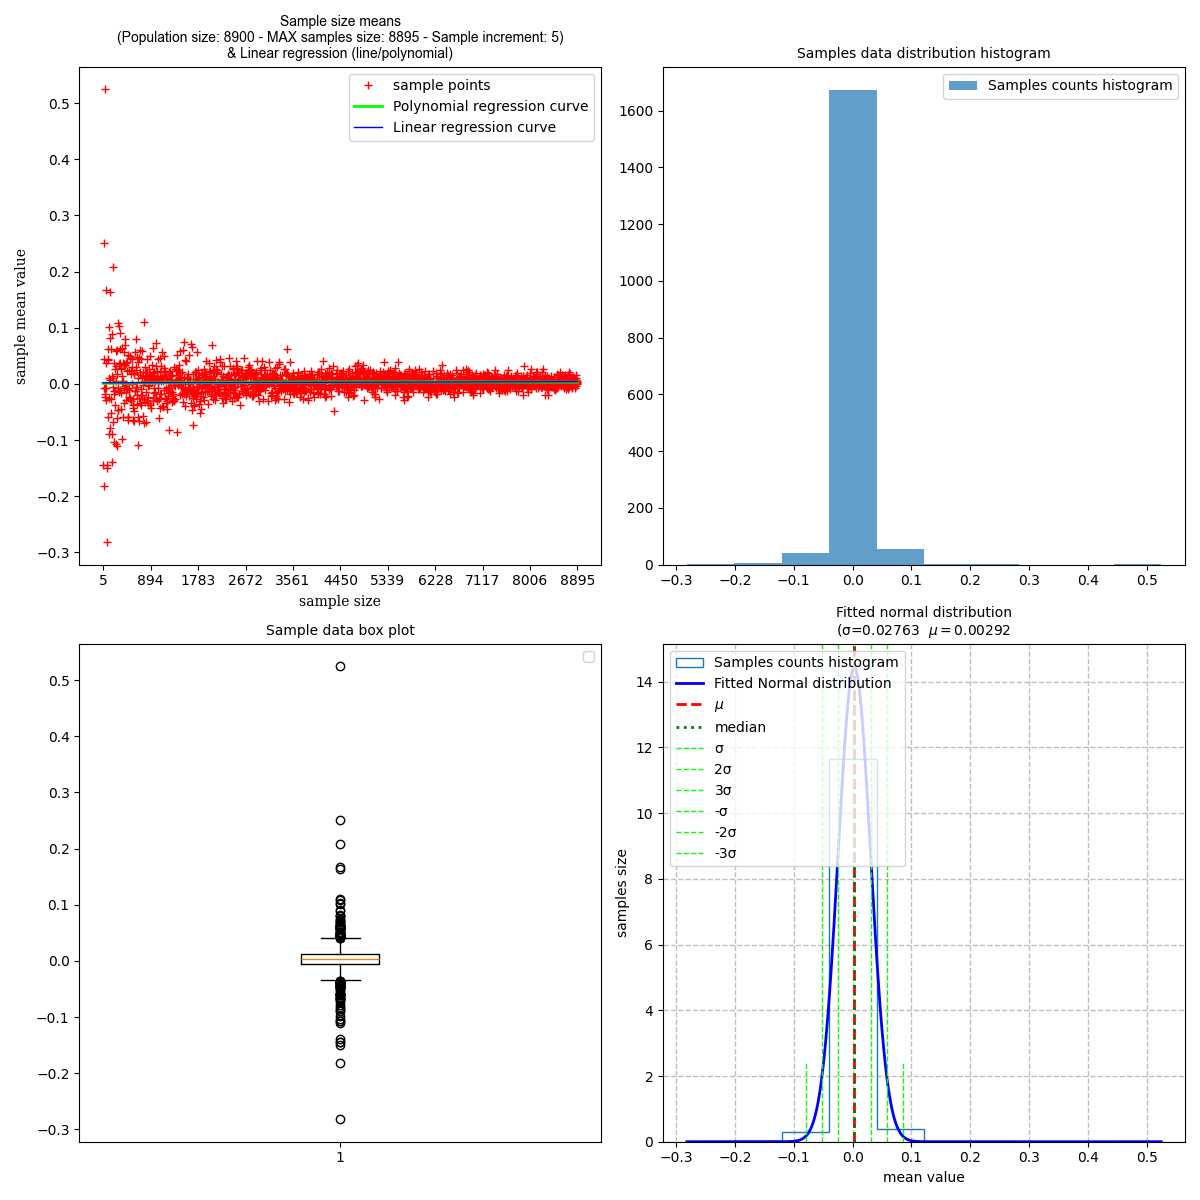 Sample size means
(Population size: 8900 - MAX samples size: 8895 - Sample increment: 5)
& Linear regression (line/polynomial)
sample points
Polynomial regression curve
Linear regression curve
0.5
0.4
0.3
0.2
0.1
0.0
−0.1
−0.2
−0.3
sample mean value
5 894 1783 2672 3561 4450 5339 6228 7117 8006 8895
sample size
Samples data distribution histogram
Samples counts histogram
1600
1400
1200
1000
800
600
400
200
0
−0.3 −0.2 −0.1 0.0 0.1 0.2 0.3 0.4 0.5
Sample data box plot
0.5
0.4
0.3
0.2
0.1
0.0
−0.1
−0.2
−0.3
1
Fitted normal distribution
(σ=0.02763 μ = 0.00292
Samples counts histogram
Fitted Normal distribution
μ
median
σ
2σ
3σ
-σ
-2σ
-3σ
14
12
10
8
6
4
2
0
samples size
−0.3 −0.2 −0.1 0.0 0.1 0.2 0.3 0.4 0.5
mean value